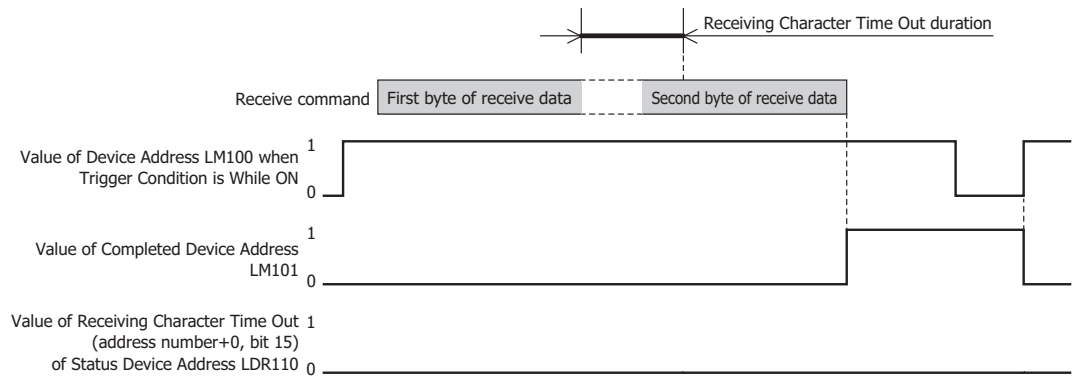 Receiving Character Time Out duration
Receive command First byte of receive data Second byte of receive data
1
Value of Device Address LM100 when
Trigger Condition is While ON
0
1
Value of Completed Device Address
LM101
0
Value of Receiving Character Time Out 1
(address number+0, bit 15)
of Status Device Address LDR110 0